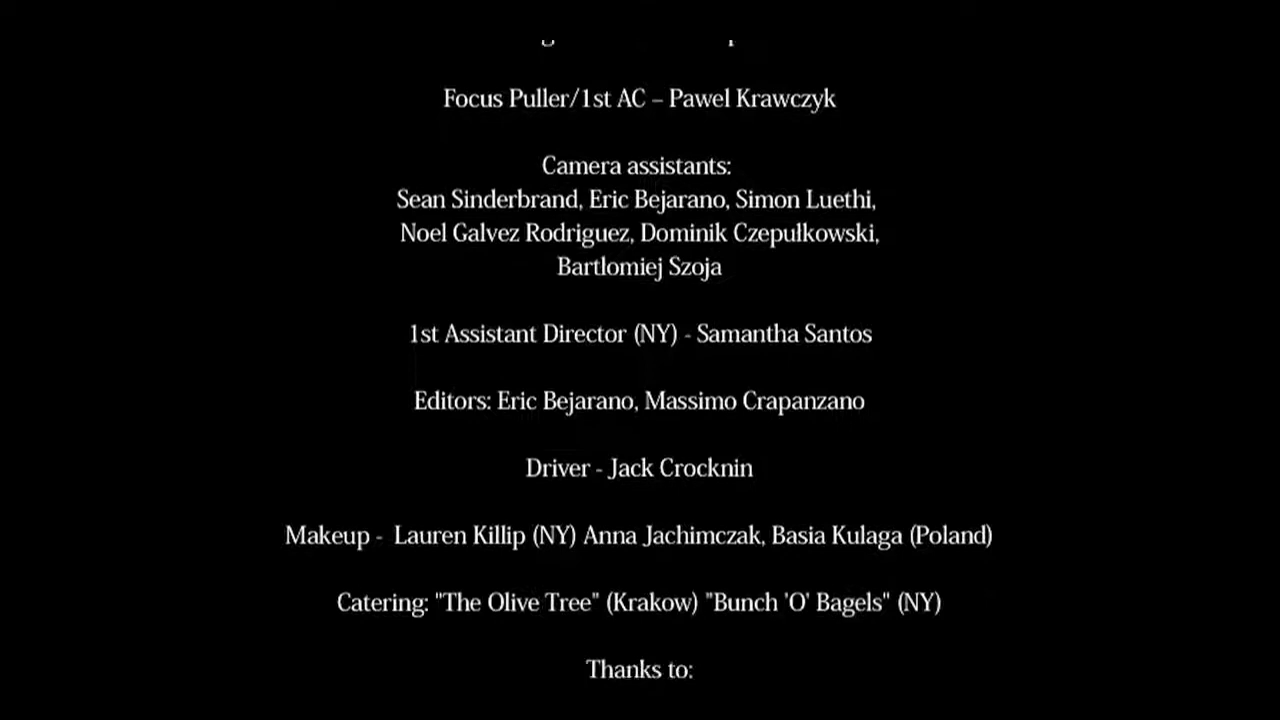 Focus Puller/1st AC – Pawel Krawczyk
Camera assistants:
Sean Sinderbrand, Eric Bejarano, Simon Luethi,
Noel Galvez Rodriguez, Dominik Czepułkowski,
Bartlomiej Szoja
1st Assistant Director (NY) - Samantha Santos
Editors: Eric Bejarano, Massimo Crapanzano
Driver - Jack Crocknin
Makeup -  Lauren Killip (NY) Anna Jachimczak, Basia Kulaga (Poland)
Catering: "The Olive Tree" (Krakow) "Bunch 'O' Bagels" (NY)
Thanks to: